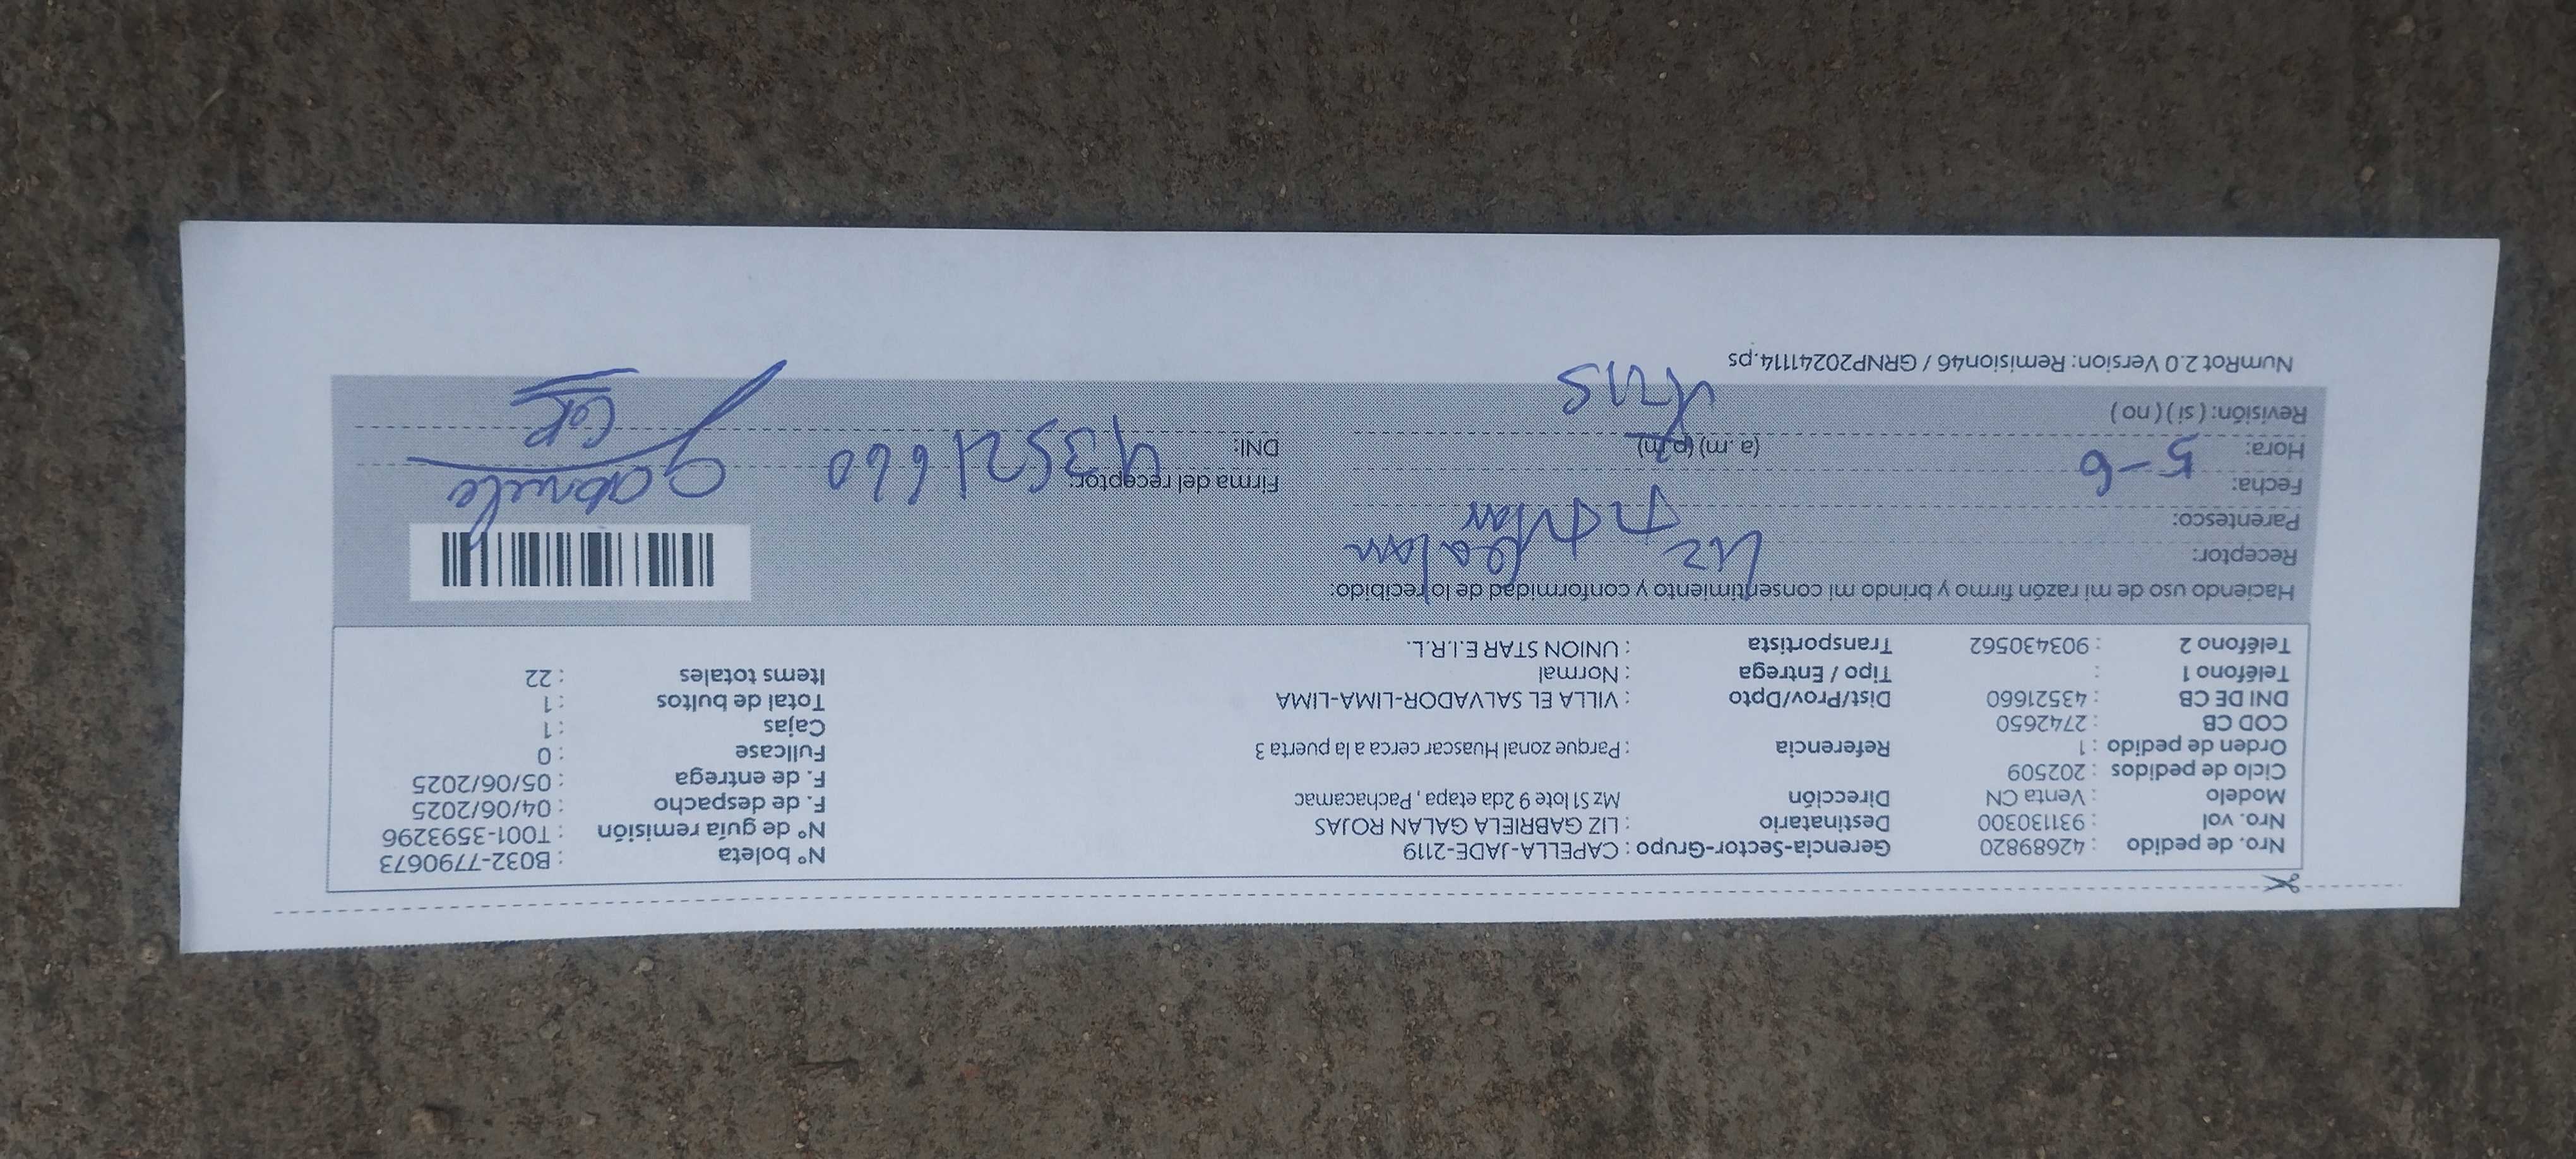 Nro. de pedido : 42689820 Gerencia-Sector-Grupo : CAPELLA-JADE-2119 N° boleta : B032-7790673
Nro. vol : 931130300 Destinatario : LIZ GABRIELA GALAN ROJAS N° de guía remisión : T001-3593296
Modelo : Venta CN Dirección Mz S1 lote 9 2da etapa , Pachacamac F. de despacho : 04/06/2025
Ciclo de pedidos : 202509 F. de entrega : 05/06/2025
Orden de pedido : 1 Referencia : Parque zonal Huascar cerca a la puerta 3 Fullcase : 0
COD CB : 2742650 Cajas : 1
DNI DE CB : 43521660 Dist/Prov/Dpto : VILLA EL SALVADOR-LIMA-LIMA Total de bultos : 1
Teléfono 1 : Tipo / Entrega : Normal Items totales : 22
Teléfono 2 : 903430562 Transportista : UNION STAR E.I.R.L.
Haciendo uso de mi razón firmo y brindo mi consentimiento y conformidad de lo recibido:
Receptor: Liz Galan
Parentesco:
Fecha: 5-6 Firma del receptor: Gabriela
Hora: (a. m) (p. m) DNI: 43521660
Revisión: ( si ) ( no )
NumRot 2.0 Version: Remision46 / GRNP20241114.ps